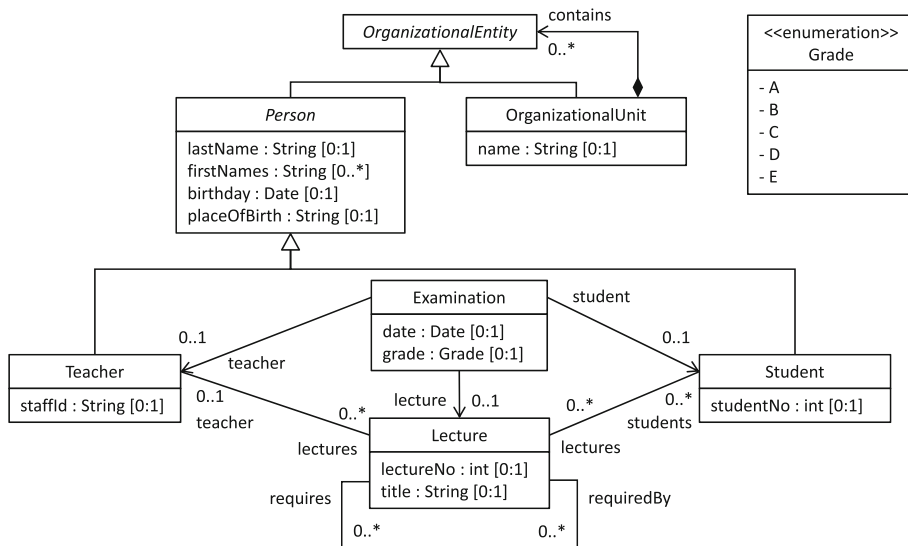 contains
OrganizationalEntity
0..*
<<enumeration>>
Grade
- A
- B
- C
- D
- E
Person
lastName : String [0:1]
firstNames : String [0..*]
birthday : Date [0:1]
placeOfBirth : String [0:1]
OrganizationalUnit
name : String [0:1]
Examination
date : Date [0:1]
grade : Grade [0:1]
student
0..1
teacher
0..1
Teacher
staffId : String [0:1]
Student
studentNo : int [0:1]
0..1
teacher
0..*
lectures
lecture
0..1
0..*
lectures
0..*
students
Lecture
lectureNo : int [0:1]
title : String [0:1]
requires
0..*
requiredBy
0..*